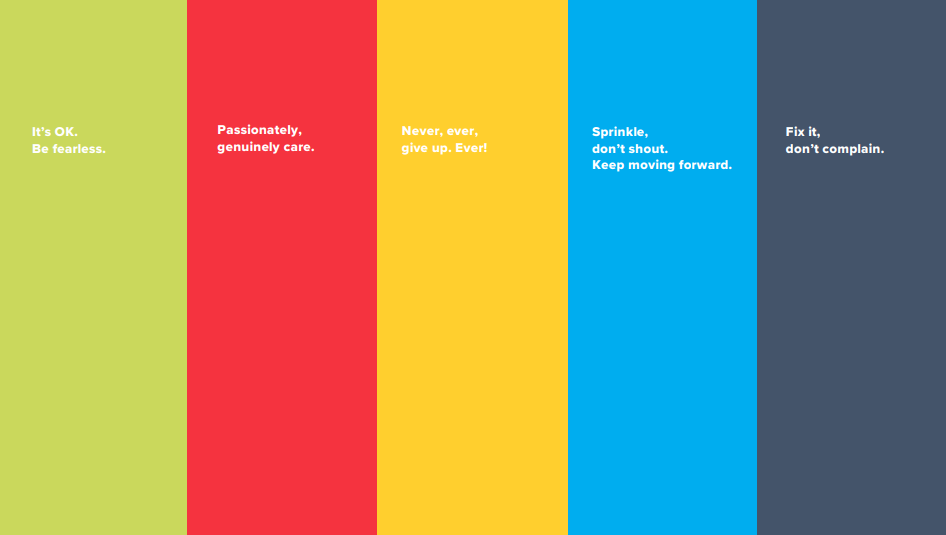 It’s OK.
Be fearless.
Passionately,
genuinely care.
Never, ever,
give up. Ever!
Sprinkle,
don’t shout.
Keep moving forward.
Fix it,
don’t complain.